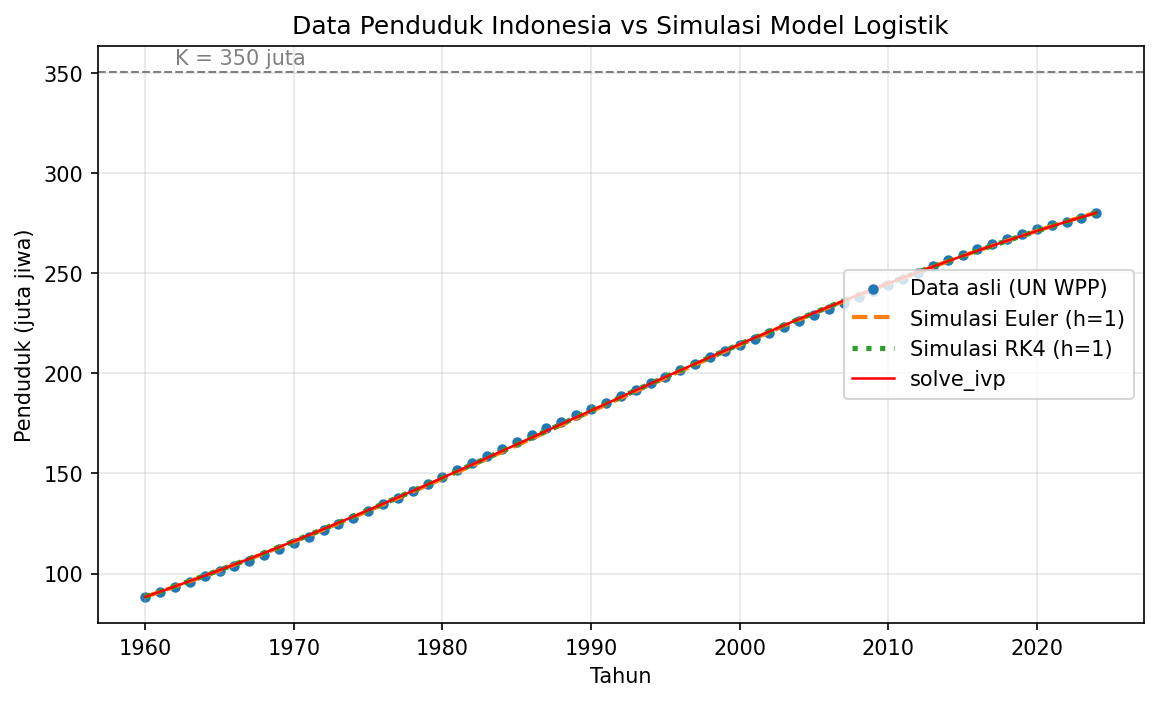 Data Penduduk Indonesia vs Simulasi Model Logistik
K = 350 juta
350
300
250
200
150
100
Penduduk (juta jiwa)
Data asli (UN WPP)
Simulasi Euler (h=1)
Simulasi RK4 (h=1)
solve_ivp
1960
1970
1980
1990
2000
2010
2020
Tahun